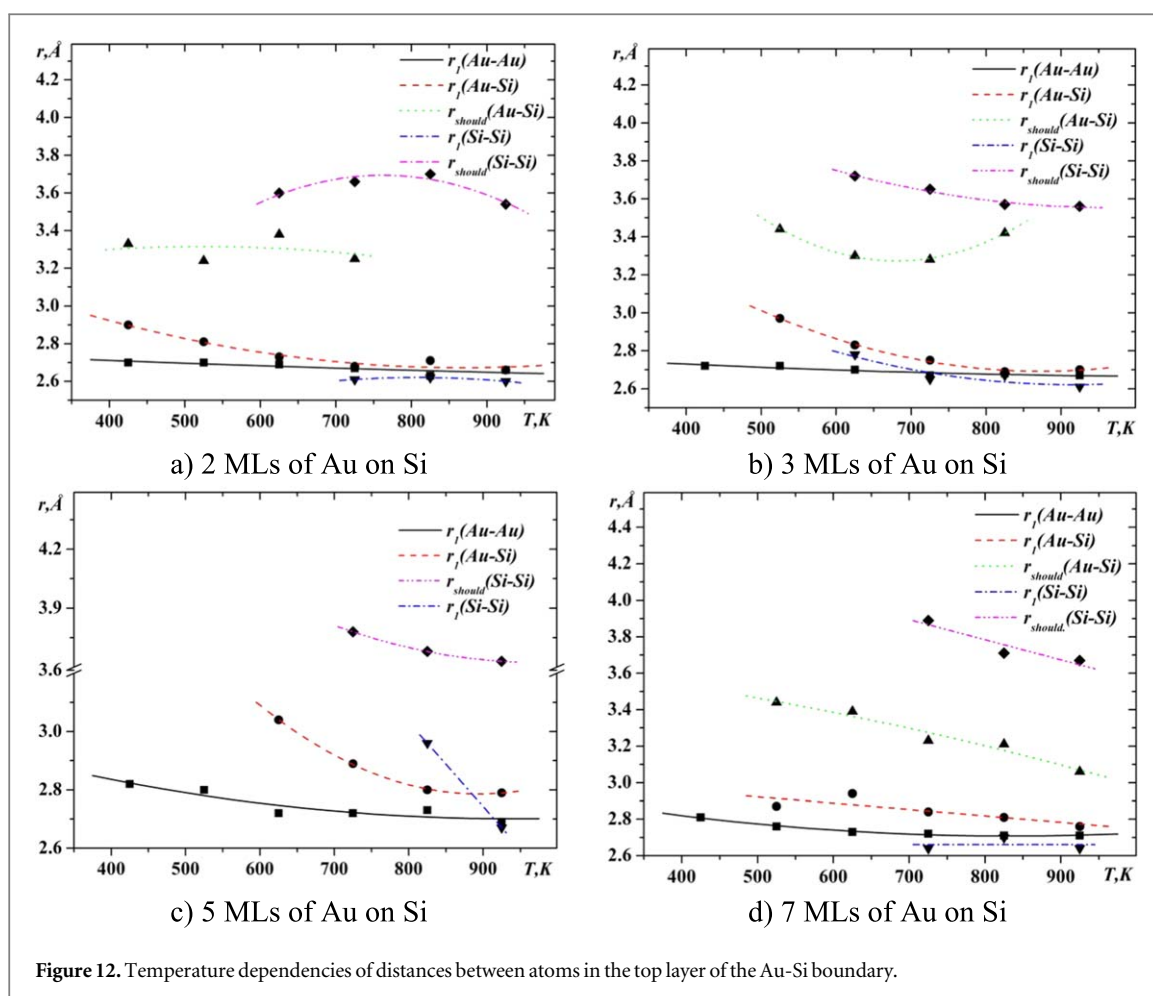 r,Å
4.2
4.0
3.8
3.6
3.4
3.2
3.0
2.8
2.6
400 500 600 700 800 900 T,K
r1(Au-Au)
r1(Au-Si)
rshould(Au-Si)
r1(Si-Si)
rshould(Si-Si)
a) 2 MLs of Au on Si
r,Å
4.2
4.0
3.8
3.6
3.4
3.2
3.0
2.8
2.6
400 500 600 700 800 900 T,K
r1(Au-Au)
r1(Au-Si)
rshould(Au-Si)
r1(Si-Si)
rshould(Si-Si)
b) 3 MLs of Au on Si
r,Å
4.2
3.9
3.6
3.0
2.8
2.6
400 500 600 700 800 900 T,K
r1(Au-Au)
r1(Au-Si)
rshould(Si-Si)
r1(Si-Si)
c) 5 MLs of Au on Si
r,Å
4.4
4.2
4.0
3.8
3.6
3.4
3.2
3.0
2.8
2.6
400 500 600 700 800 900 T,K
r1(Au-Au)
r1(Au-Si)
rshould(Au-Si)
r1(Si-Si)
rshould.(Si-Si)
d) 7 MLs of Au on Si
Figure 12. Temperature dependencies of distances between atoms in the top layer of the Au-Si boundary.